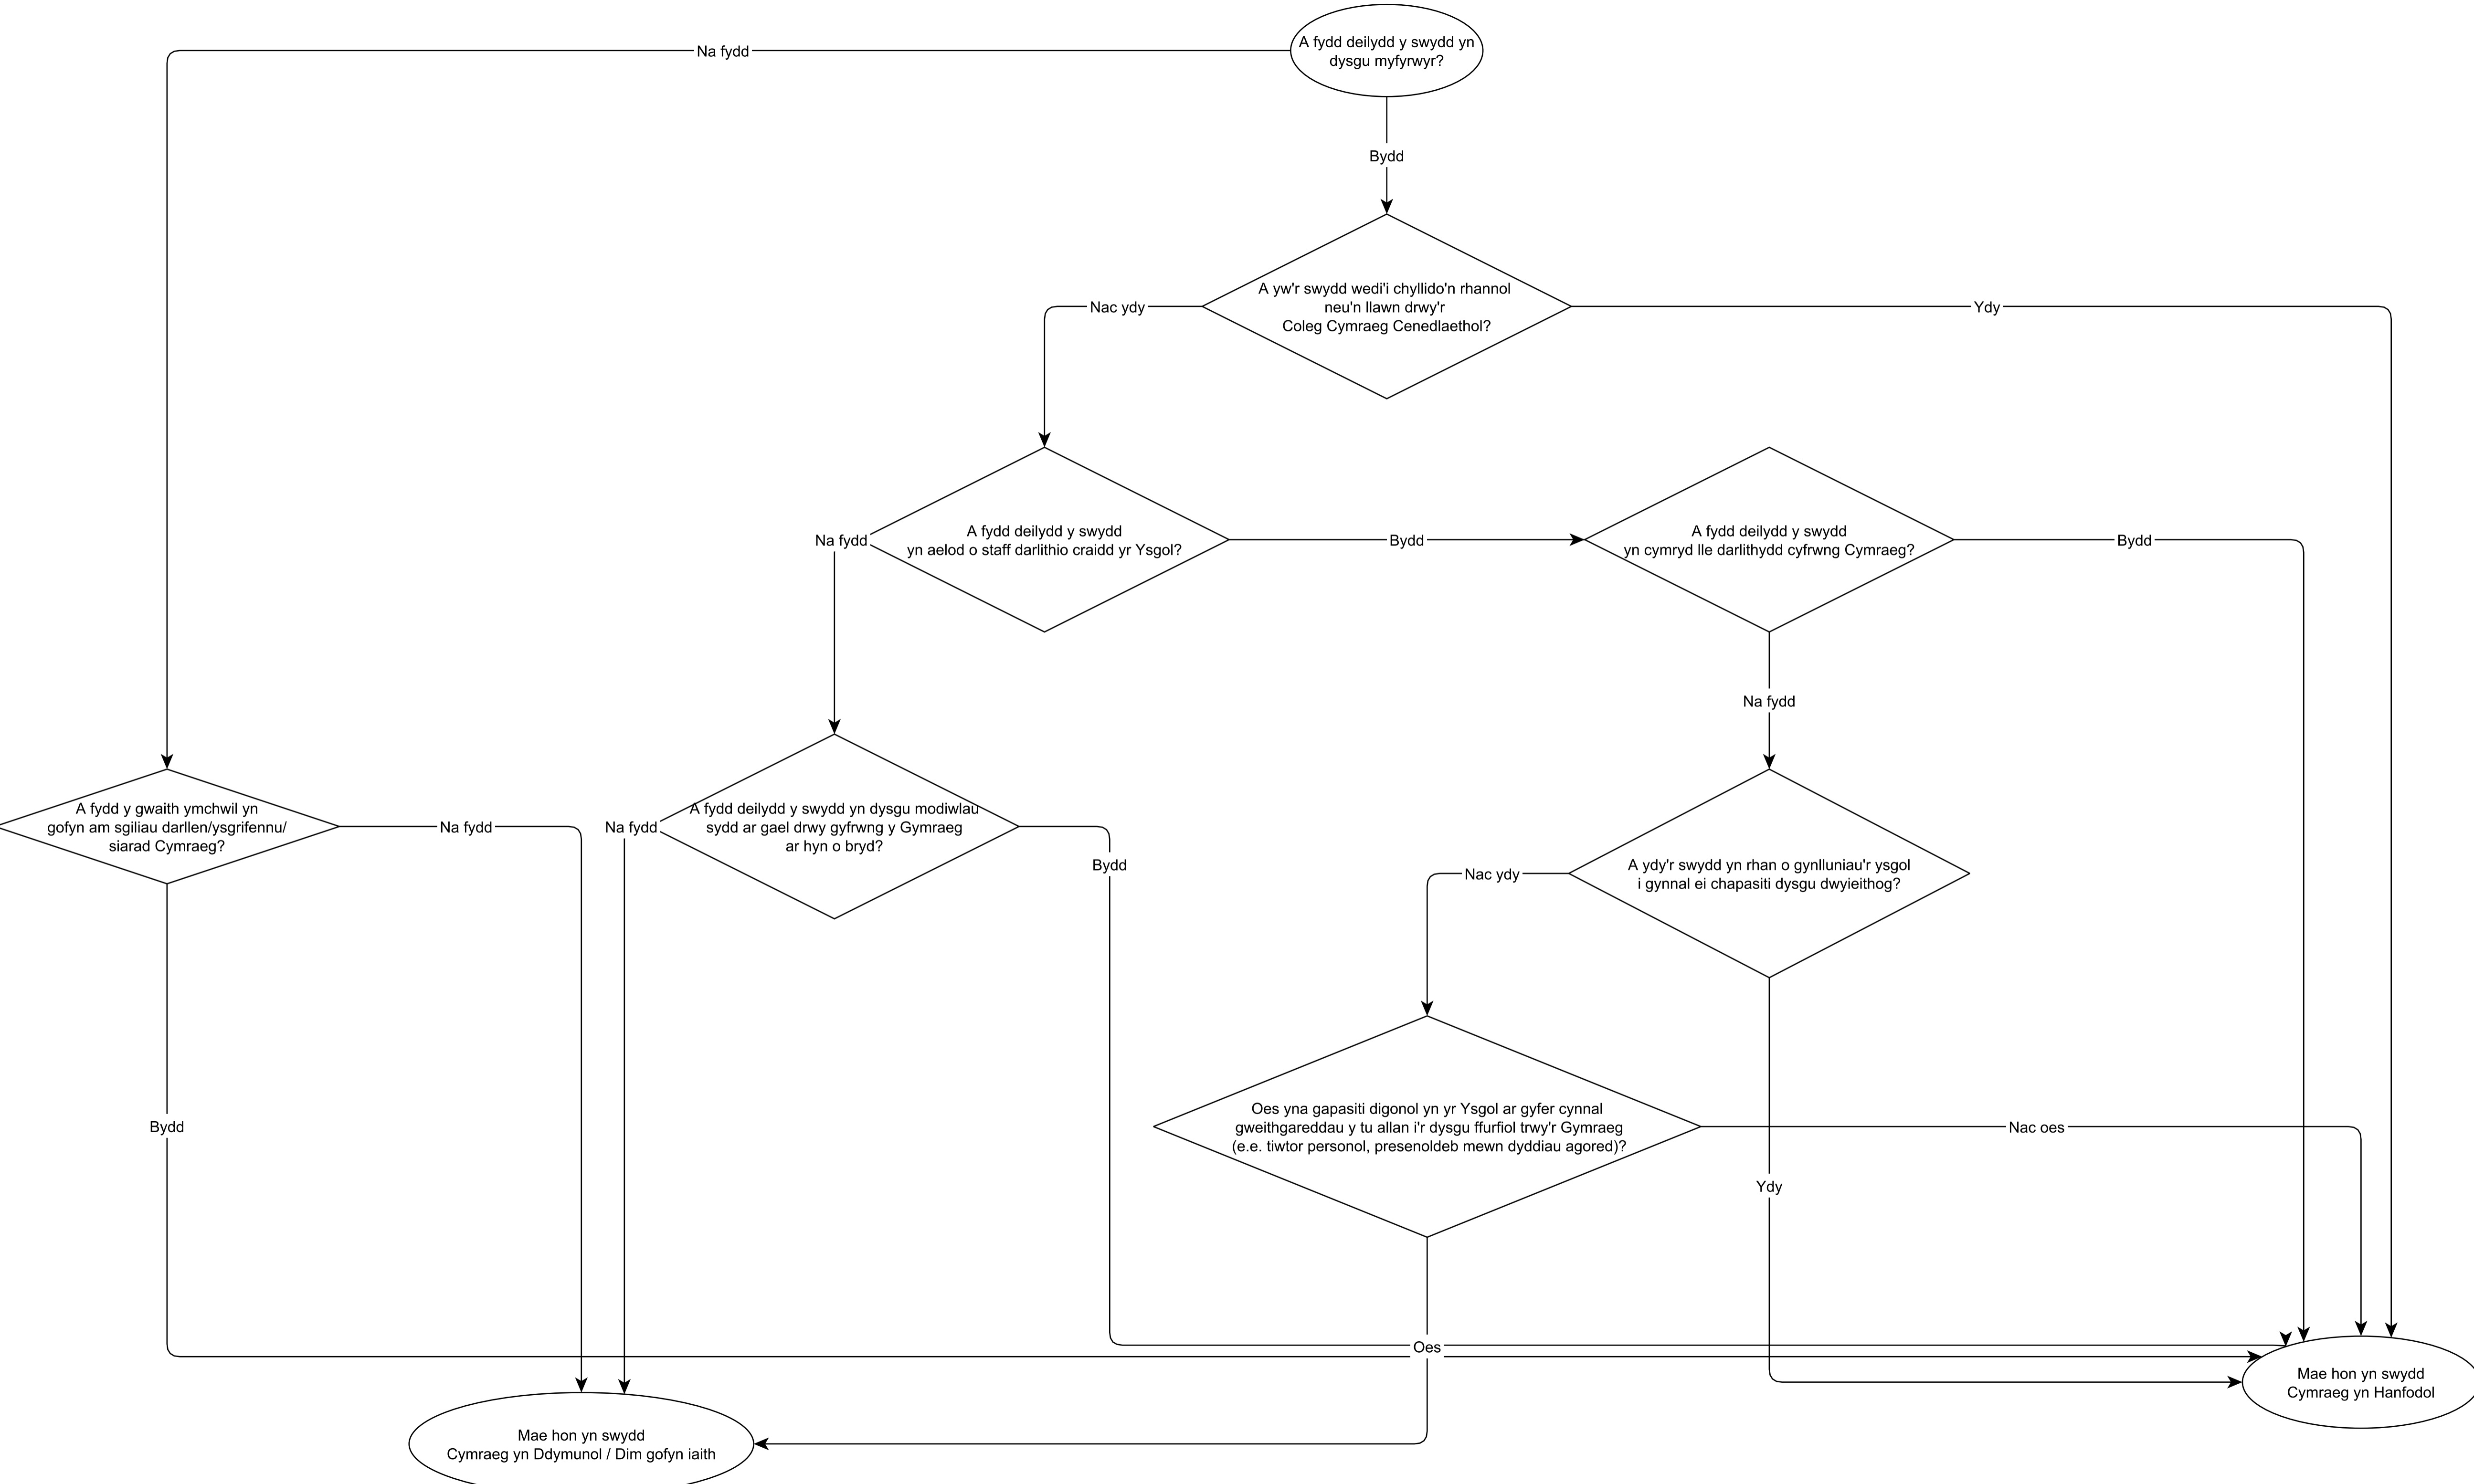 A fydd deilydd y swydd yn
dysgu myfyrwyr?
Na fydd
Bydd
A yw'r swydd wedi'i chyllido'n rhannol
neu'n llawn drwy'r
Coleg Cymraeg Cenedlaethol?
Nac ydy
Ydy
A fydd deilydd y swydd
yn aelod o staff darlithio craidd yr Ysgol?
Na fydd
Bydd
A fydd deilydd y swydd
yn cymryd lle darlithydd cyfrwng Cymraeg?
Bydd
Na fydd
A fydd y gwaith ymchwil yn
gofyn am sgiliau darllen/ysgrifennu/
siarad Cymraeg?
Na fydd
Bydd
A fydd deilydd y swydd yn dysgu modiwlau
sydd ar gael drwy gyfrwng y Gymraeg
ar hyn o bryd?
Na fydd
Bydd
A ydy'r swydd yn rhan o gynlluniau'r ysgol
i gynnal ei chapasiti dysgu dwyieithog?
Nac ydy
Ydy
Oes yna gapasiti digonol yn yr Ysgol ar gyfer cynnal
gweithgareddau y tu allan i'r dysgu ffurfiol trwy'r Gymraeg
(e.e. tiwtor personol, presenoldeb mewn dyddiau agored)?
Nac oes
Oes
Mae hon yn swydd
Cymraeg yn Hanfodol
Mae hon yn swydd
Cymraeg yn Ddymunol / Dim gofyn iaith